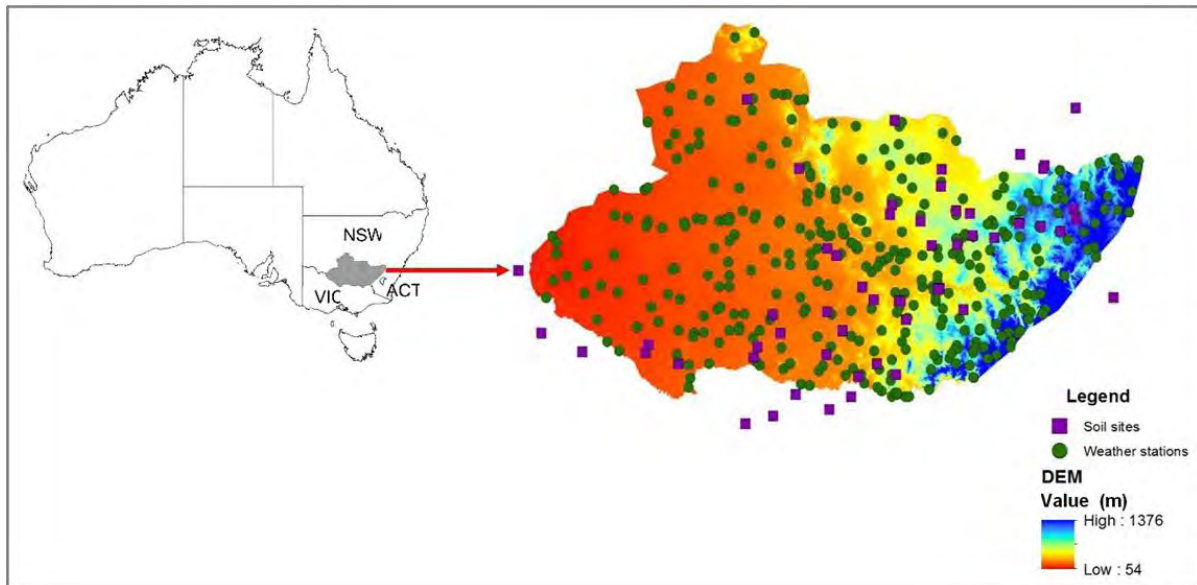 NSW
VIC
ACT
Legend
Soil sites
Weather stations
DEM
Value (m)
High : 1376
Low : 54